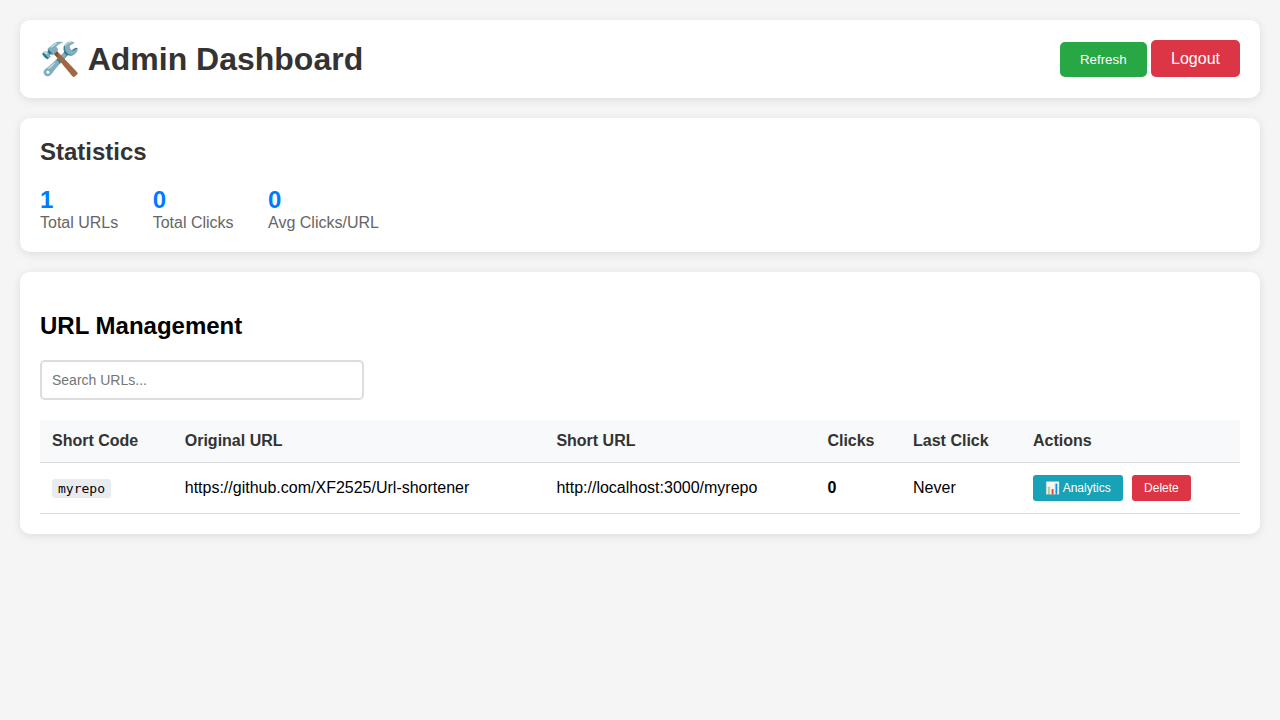 🛠️ Admin Dashboard
Refresh
Logout
Statistics
1
Total URLs
0
Total Clicks
0
Avg Clicks/URL
URL Management
Search URLs...
Short Code Original URL Short URL Clicks Last Click Actions
myrepo https://github.com/XF2525/Url-shortener http://localhost:3000/myrepo 0 Never 📊 Analytics Delete